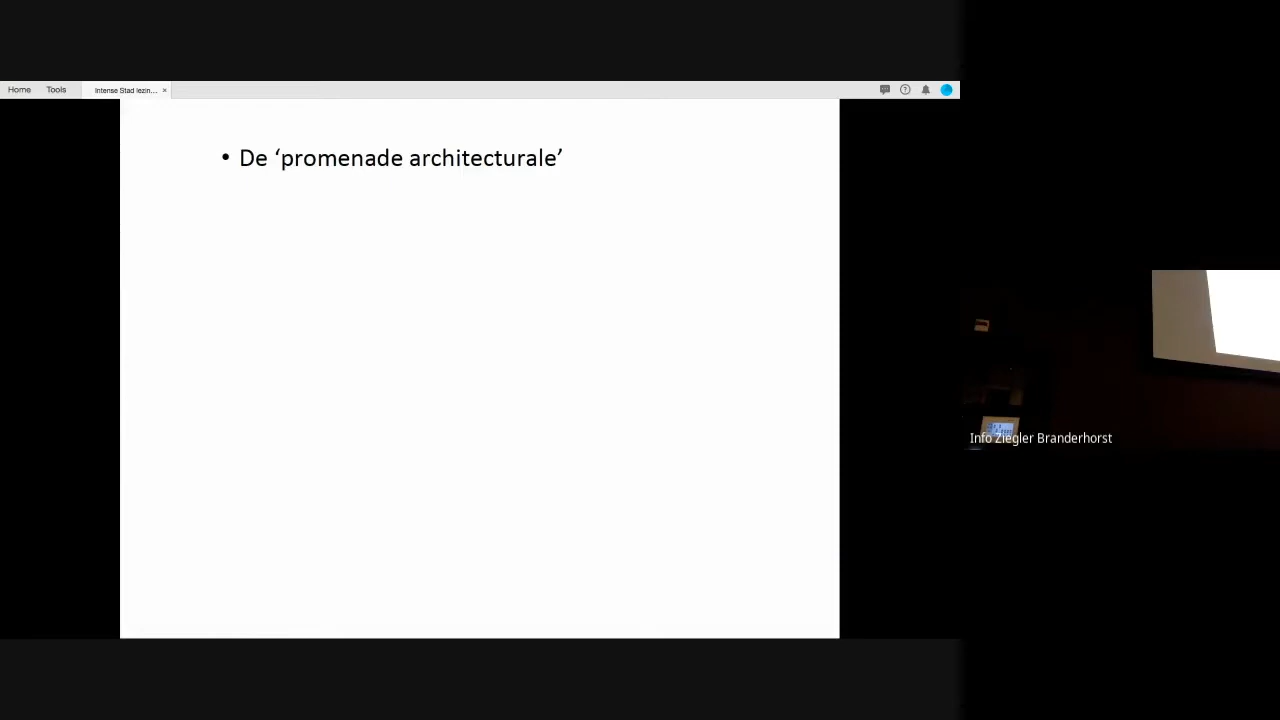 Home Tools Intense Stad lezin... ×
• De ‘promenade architecturale’
Info Ziegler Branderhorst